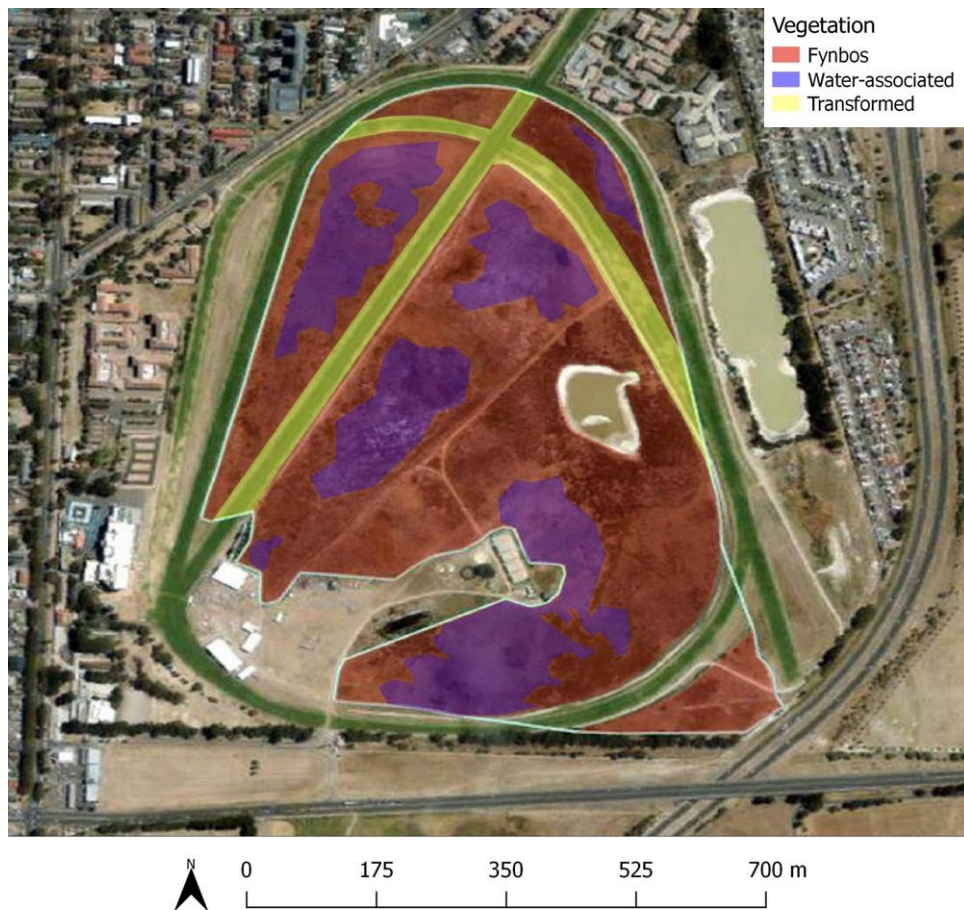 Vegetation
Fynbos
Water-associated
Transformed
N
0 175 350 525 700 m